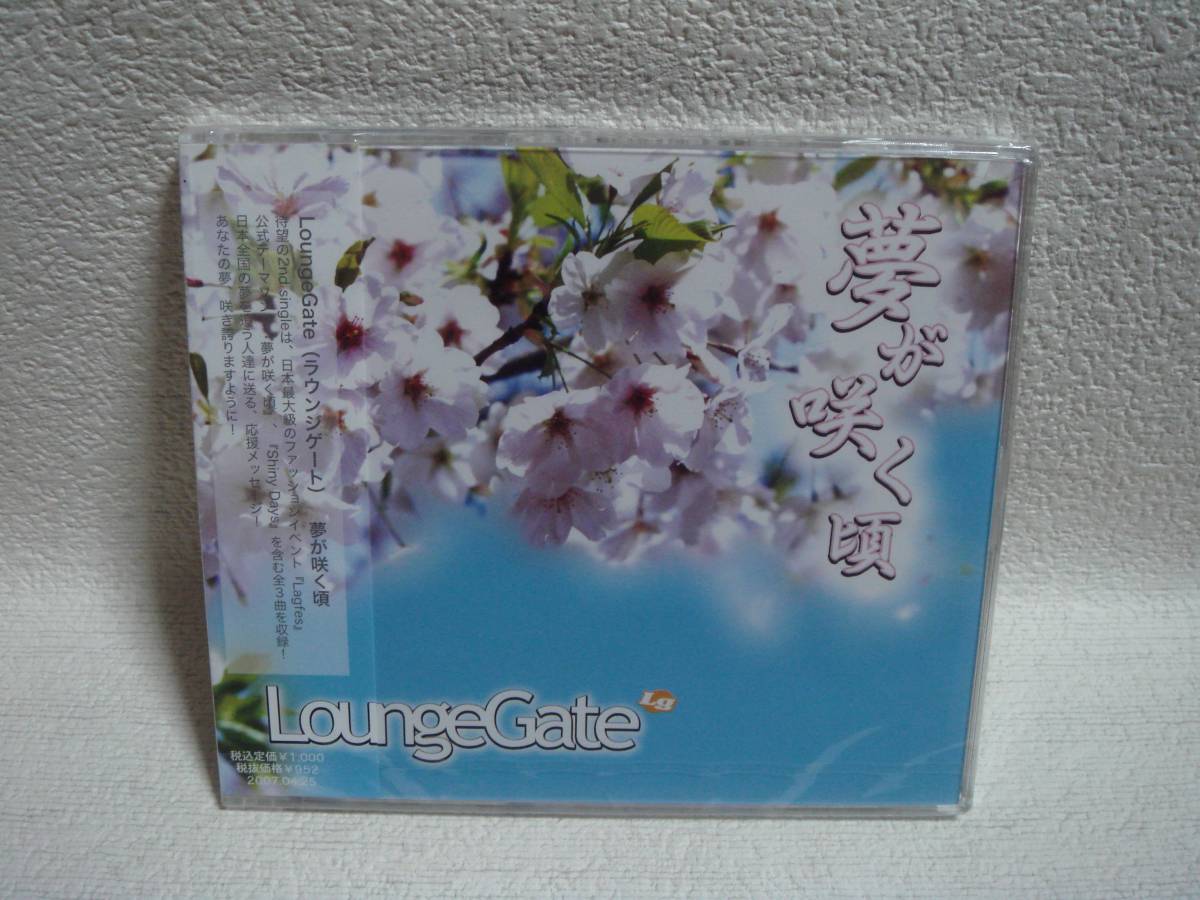 夢が咲く頃
LoungeGate（ラウンジゲート） 夢が咲く頃
待望の2nd singleは、日本最大級のファッションイベント『Lagfes』
公式テーマソング『夢が咲く頃』、『Shiny Days』を含む全3曲を収録！
日本全国の夢を追う人達に送る、応援メッセージ
あなたの夢、咲き誇りますように！
LoungeGate
Lg
税込定価￥1,000
税抜価格￥952
2007.04.25